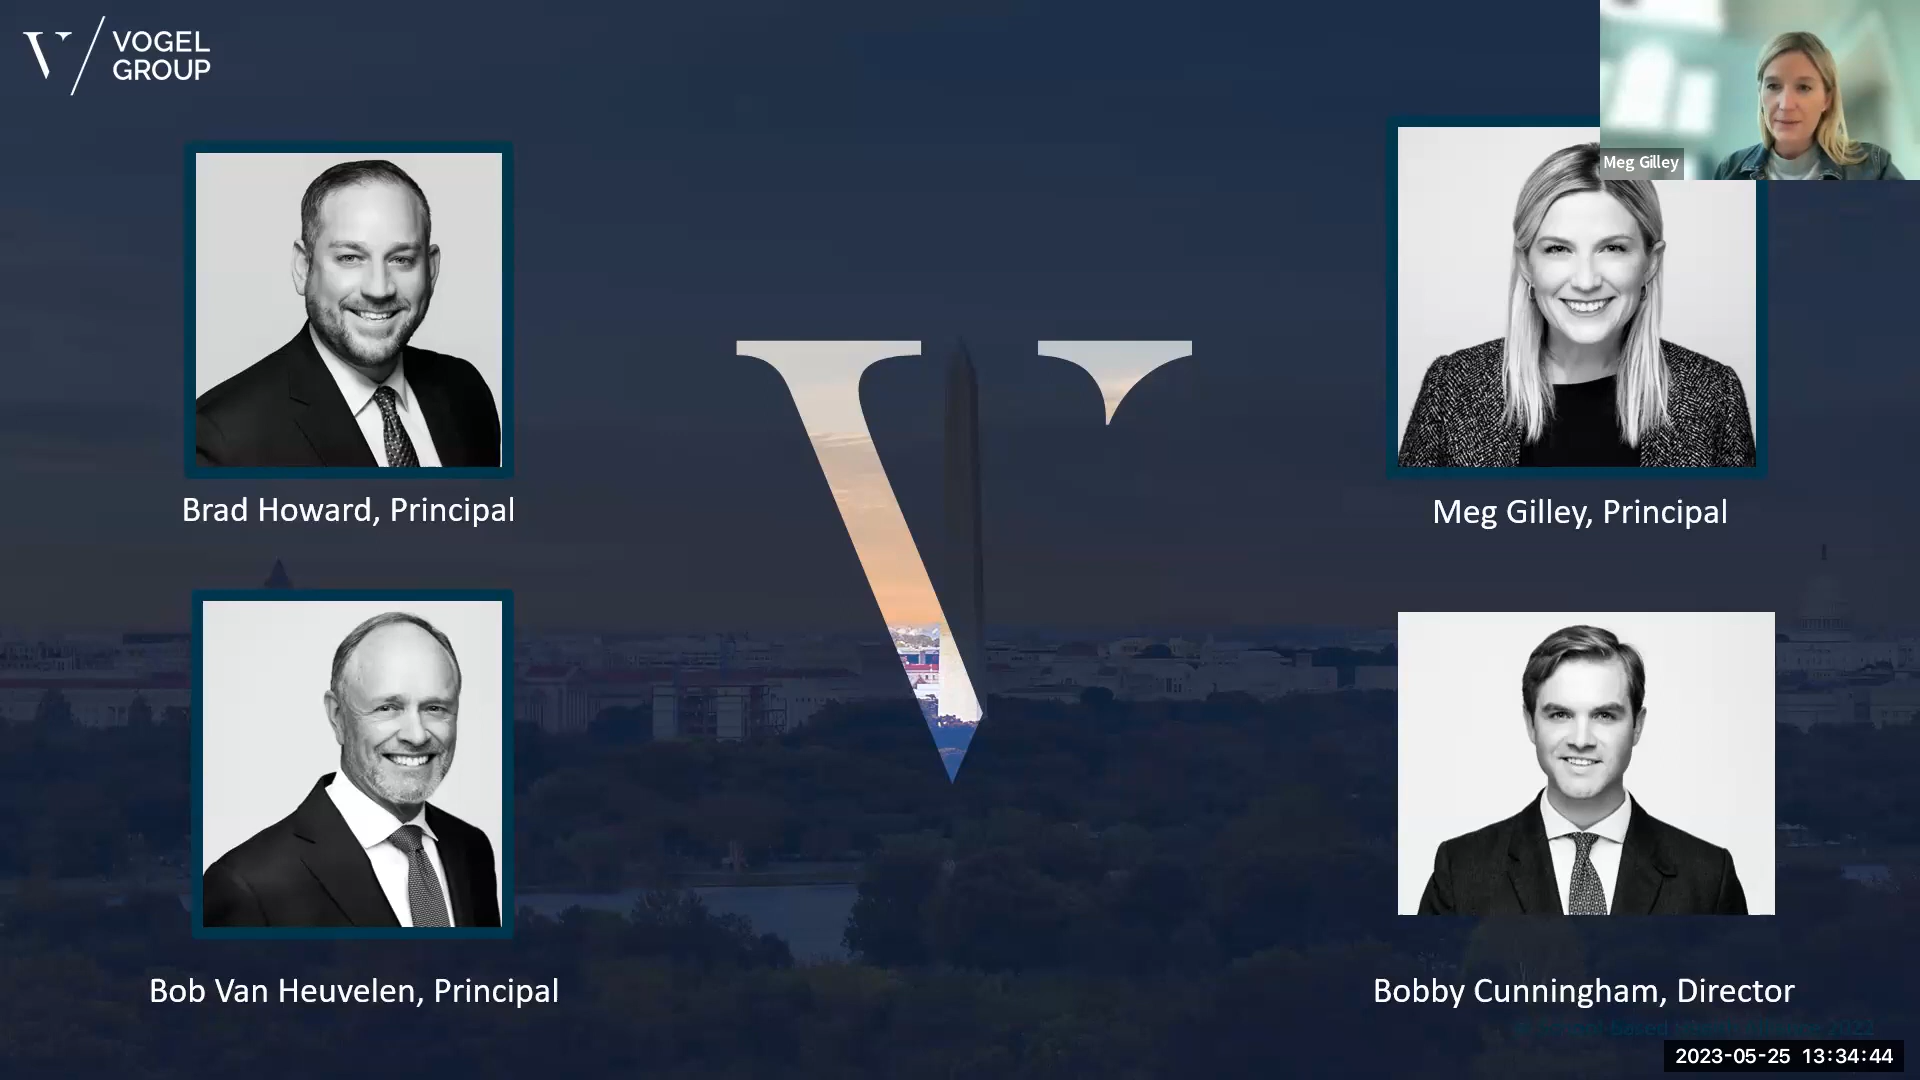 VOGEL
GROUP
Meg Gilley
Brad Howard, Principal
Meg Gilley, Principal
Bob Van Heuvelen, Principal
Bobby Cunningham, Director
2022
2023-05-25 13:34:44